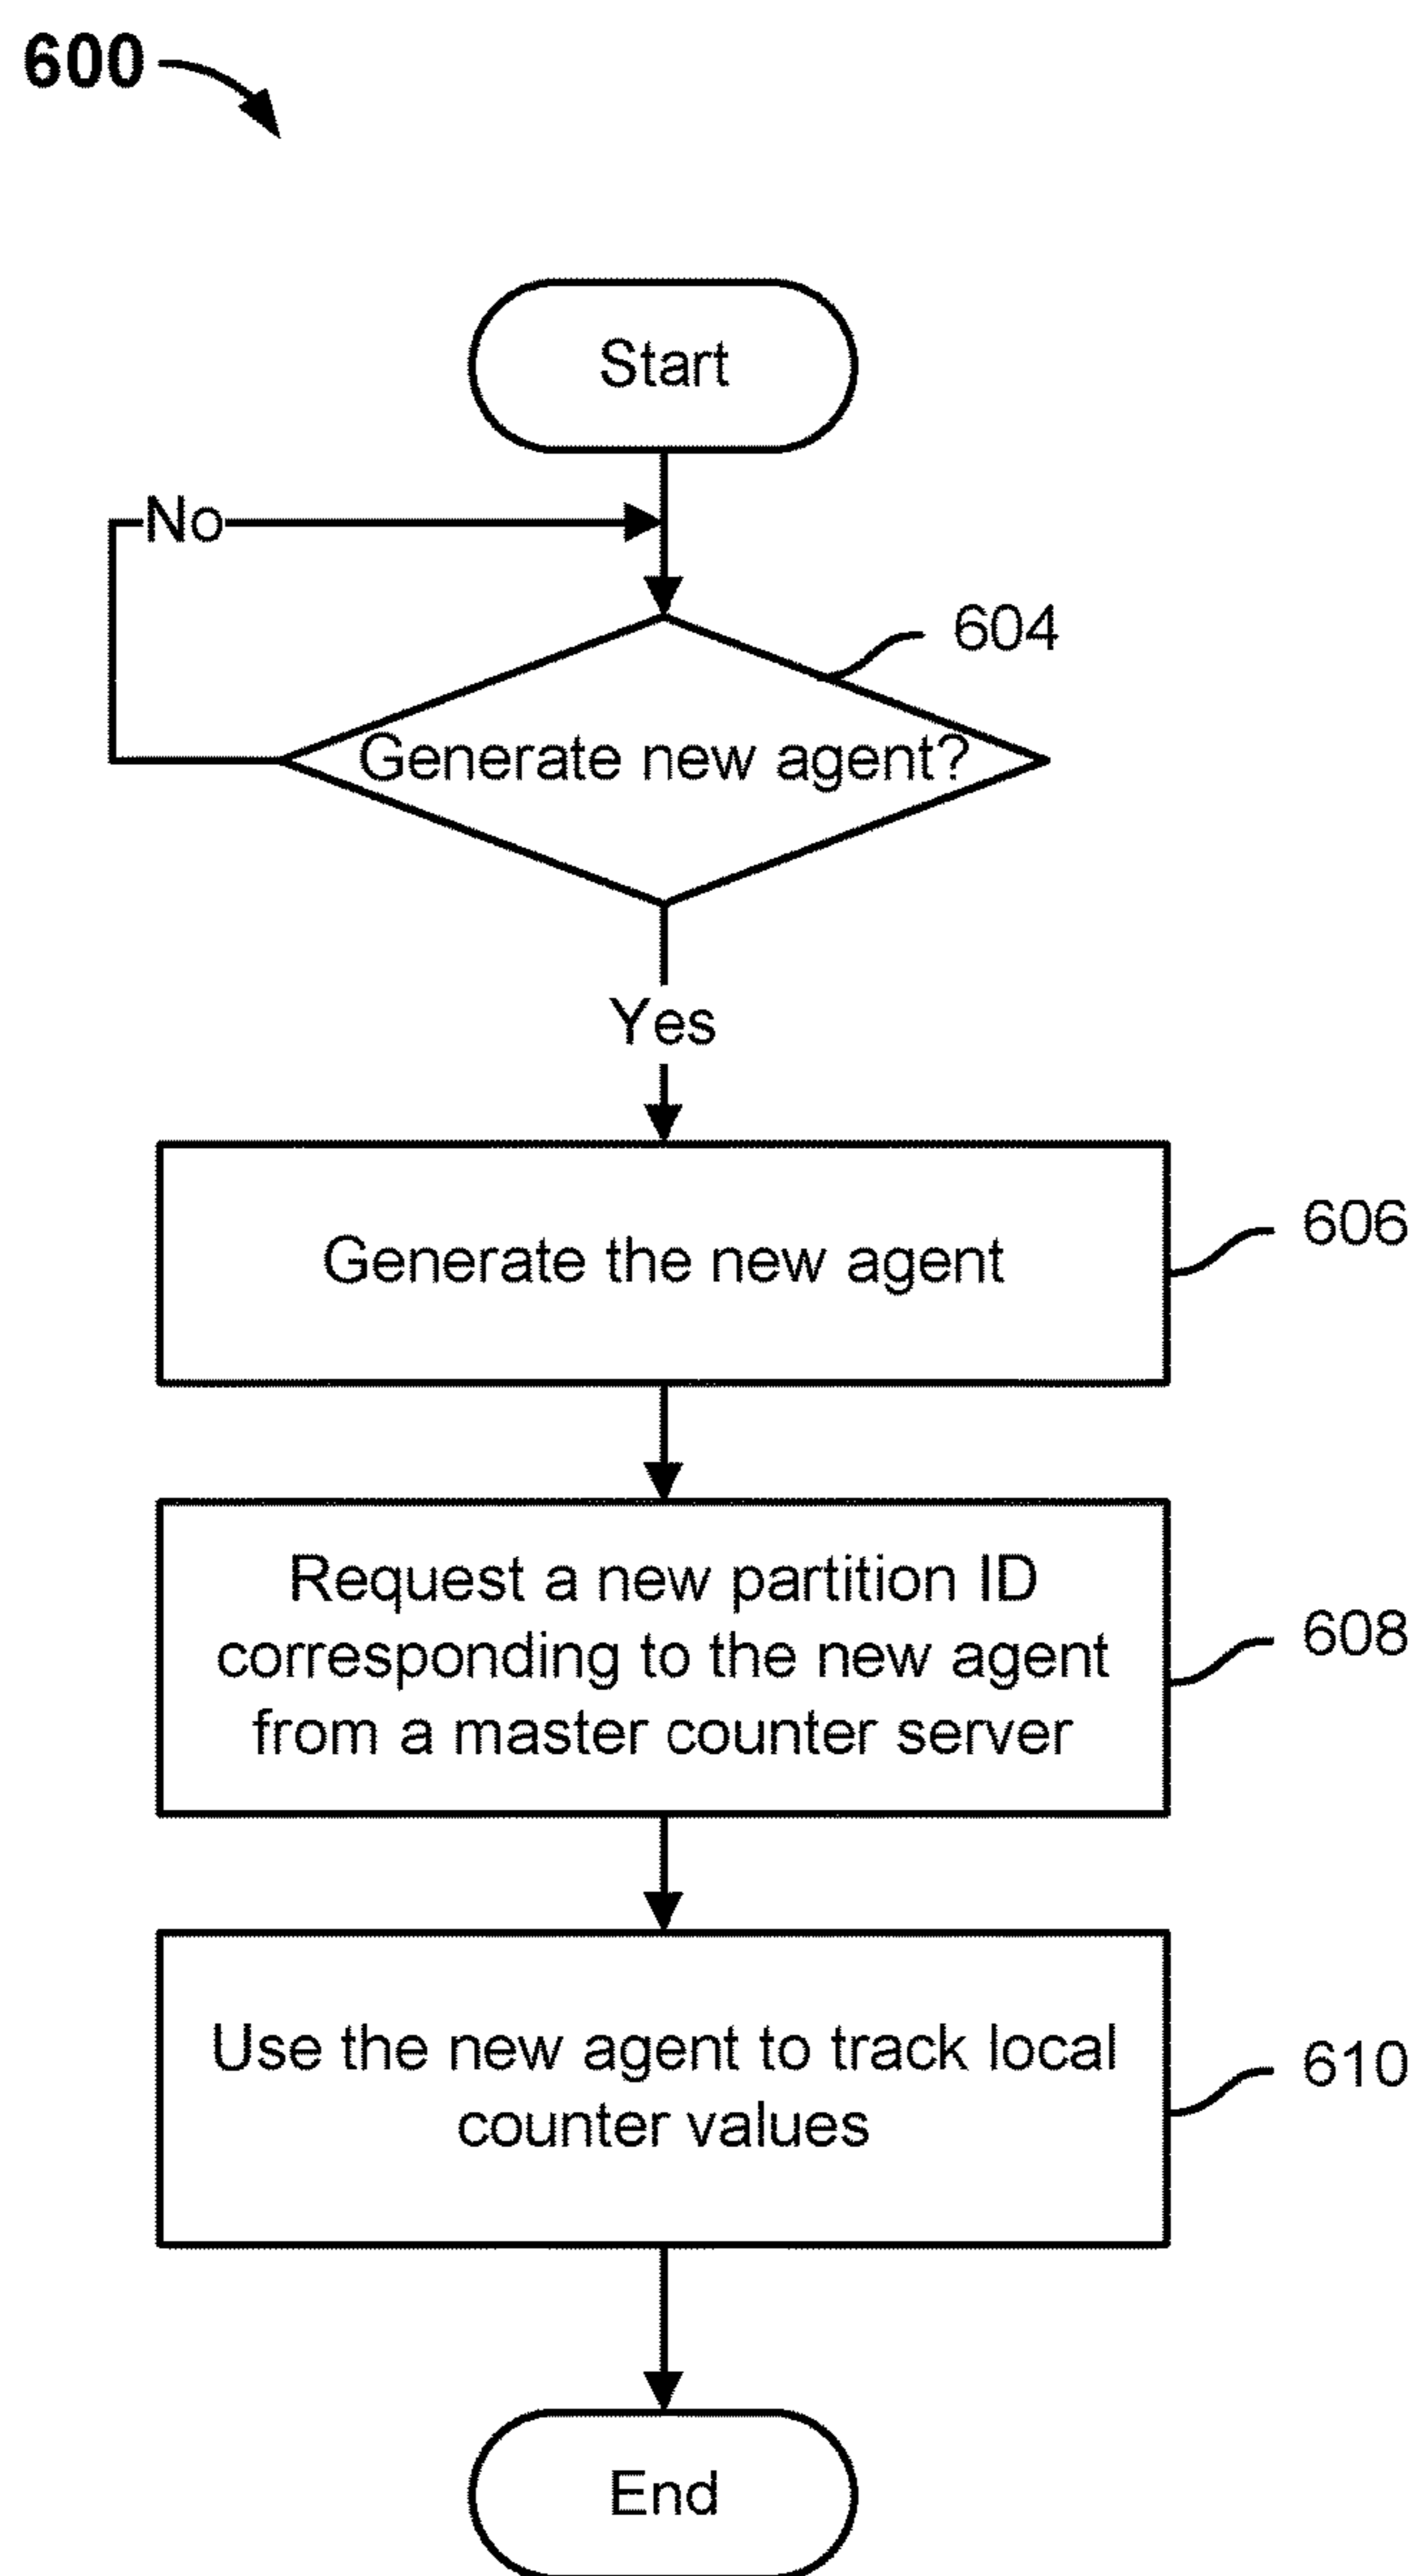 600
Start
No
604
Generate new agent?
Yes
Generate the new agent
606
Request a new partition ID
corresponding to the new agent
from a master counter server
608
Use the new agent to track local
counter values
610
End